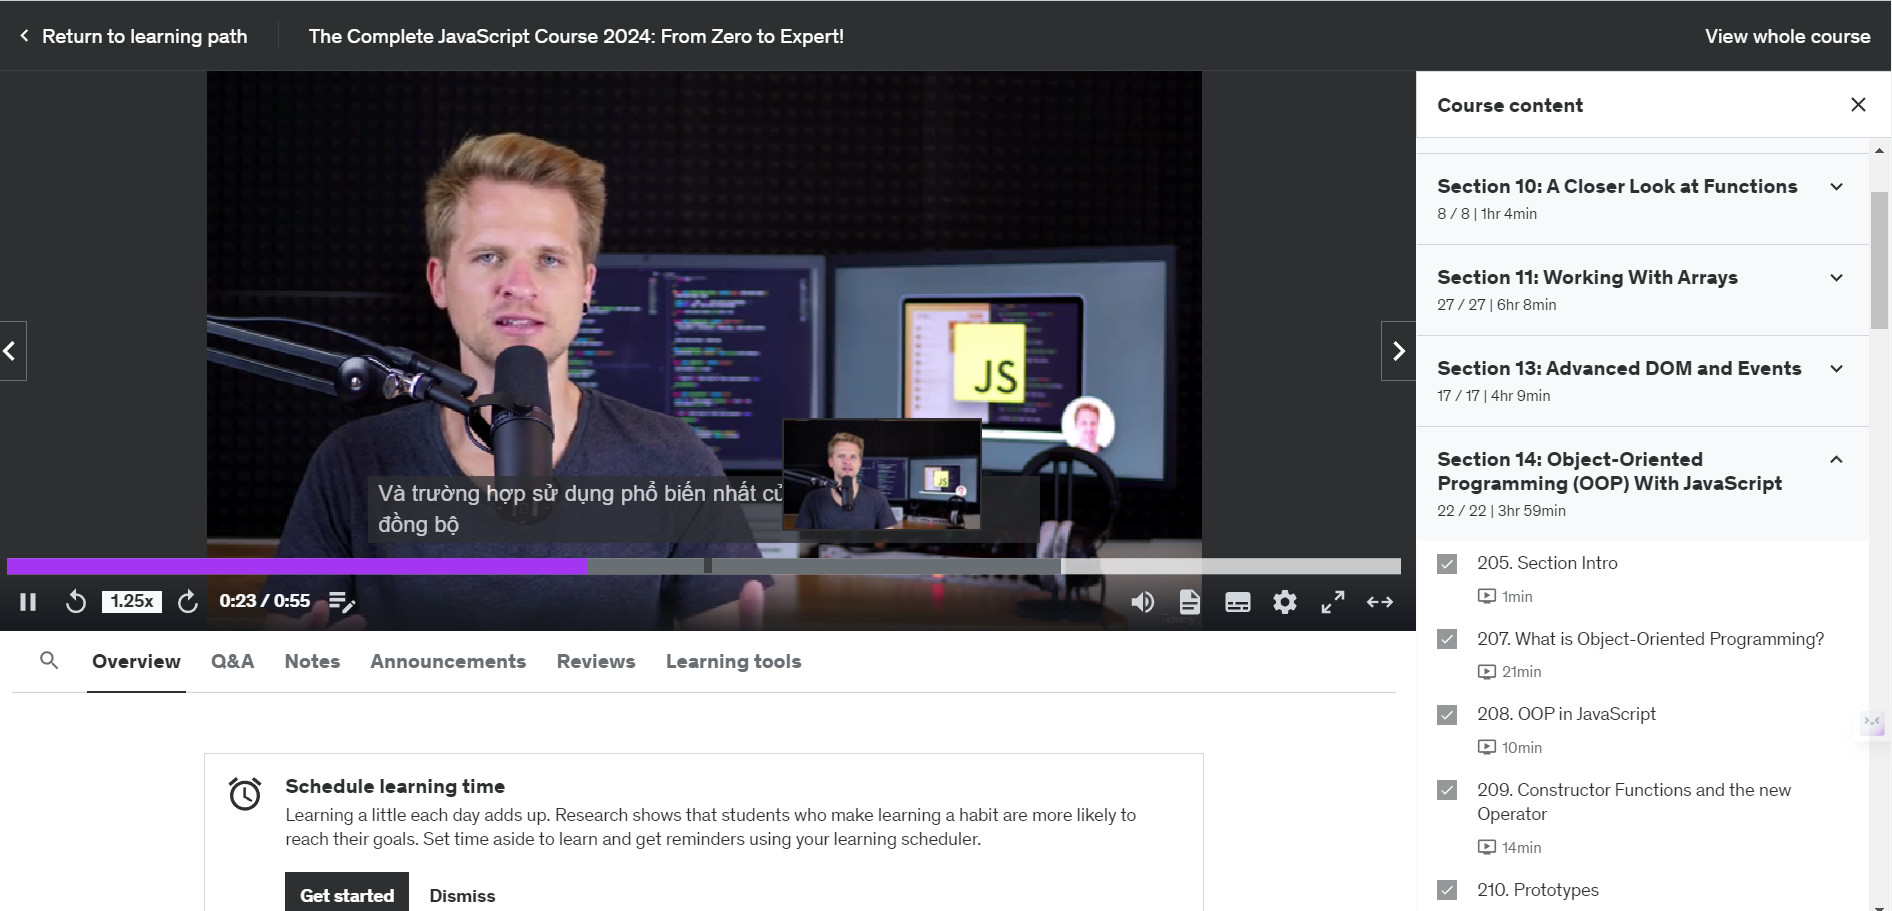 Return to learning path
The Complete JavaScript Course 2024: From Zero to Expert!
View whole course
JS
JS
Và trường hợp sử dụng phổ biến nhất củ
đồng bộ
1.25x
0:23 / 0:55
Udemy
Overview
Q&A
Notes
Announcements
Reviews
Learning tools
Schedule learning time
Learning a little each day adds up. Research shows that students who make learning a habit are more likely to
reach their goals. Set time aside to learn and get reminders using your learning scheduler.
Get started
Dismiss
Course content
Section 10: A Closer Look at Functions
8 / 8 | 1hr 4min
Section 11: Working With Arrays
27 / 27 | 6hr 8min
Section 13: Advanced DOM and Events
17 / 17 | 4hr 9min
Section 14: Object-Oriented
Programming (OOP) With JavaScript
22 / 22 | 3hr 59min
205. Section Intro
1min
207. What is Object-Oriented Programming?
21min
208. OOP in JavaScript
10min
209. Constructor Functions and the new
Operator
14min
210. Prototypes